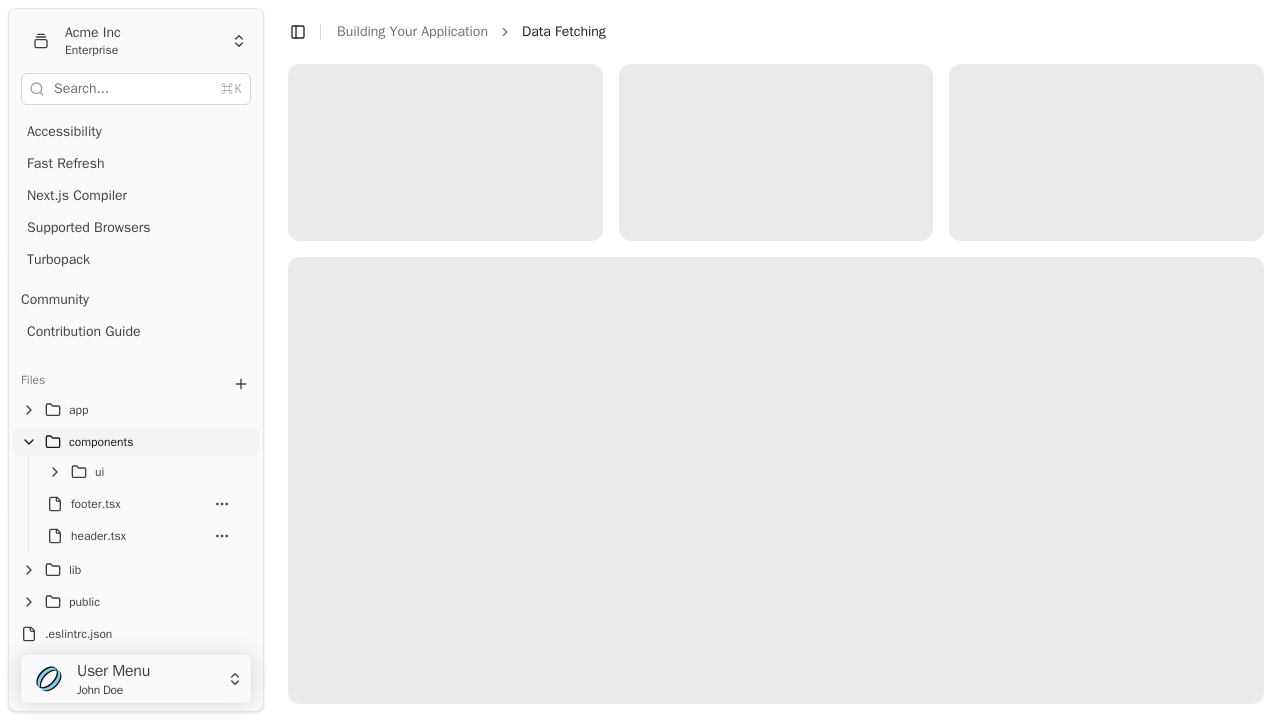 Acme Inc
Enterprise
Search...
⌘K
Accessibility
Fast Refresh
Next.js Compiler
Supported Browsers
Turbopack
Community
Contribution Guide
Files
app
components
ui
footer.tsx
header.tsx
lib
public
.eslintrc.json
User Menu
John Doe
Building Your Application
Data Fetching